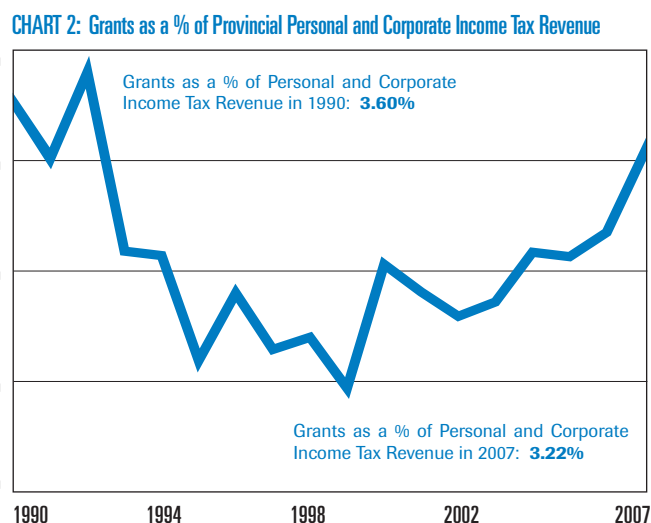 CHART 2: Grants as a % of Provincial Personal and Corporate Income Tax Revenue
Grants as a % of Personal and Corporate
Income Tax Revenue in 1990: 3.60%
Grants as a % of Personal and Corporate
Income Tax Revenue in 2007: 3.22%
1990 1994 1998 2002 2007